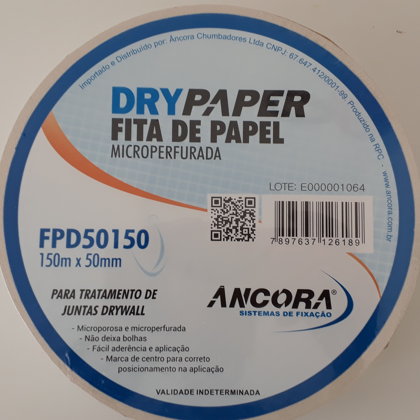 Importado e Distribuído por: Âncora Chumbadores Ltda CNPJ- 67.647.412/0001-99 Produzido na RPC - www.ancora.com.br
DRYPAPER
FITA DE PAPEL
MICROPERFURADA
LOTE: E000001064
FPD50150
150m x 50mm
7 897637 126189
PARA TRATAMENTO DE
JUNTAS DRYWALL
ÂNCORA®
SISTEMAS DE FIXAÇÃO
- Microporosa e microperfurada
- Não deixa bolhas
- Fácil aderência e aplicação
- Marca de centro para correto
posicionamento na aplicação
VALIDADE INDETERMINADA